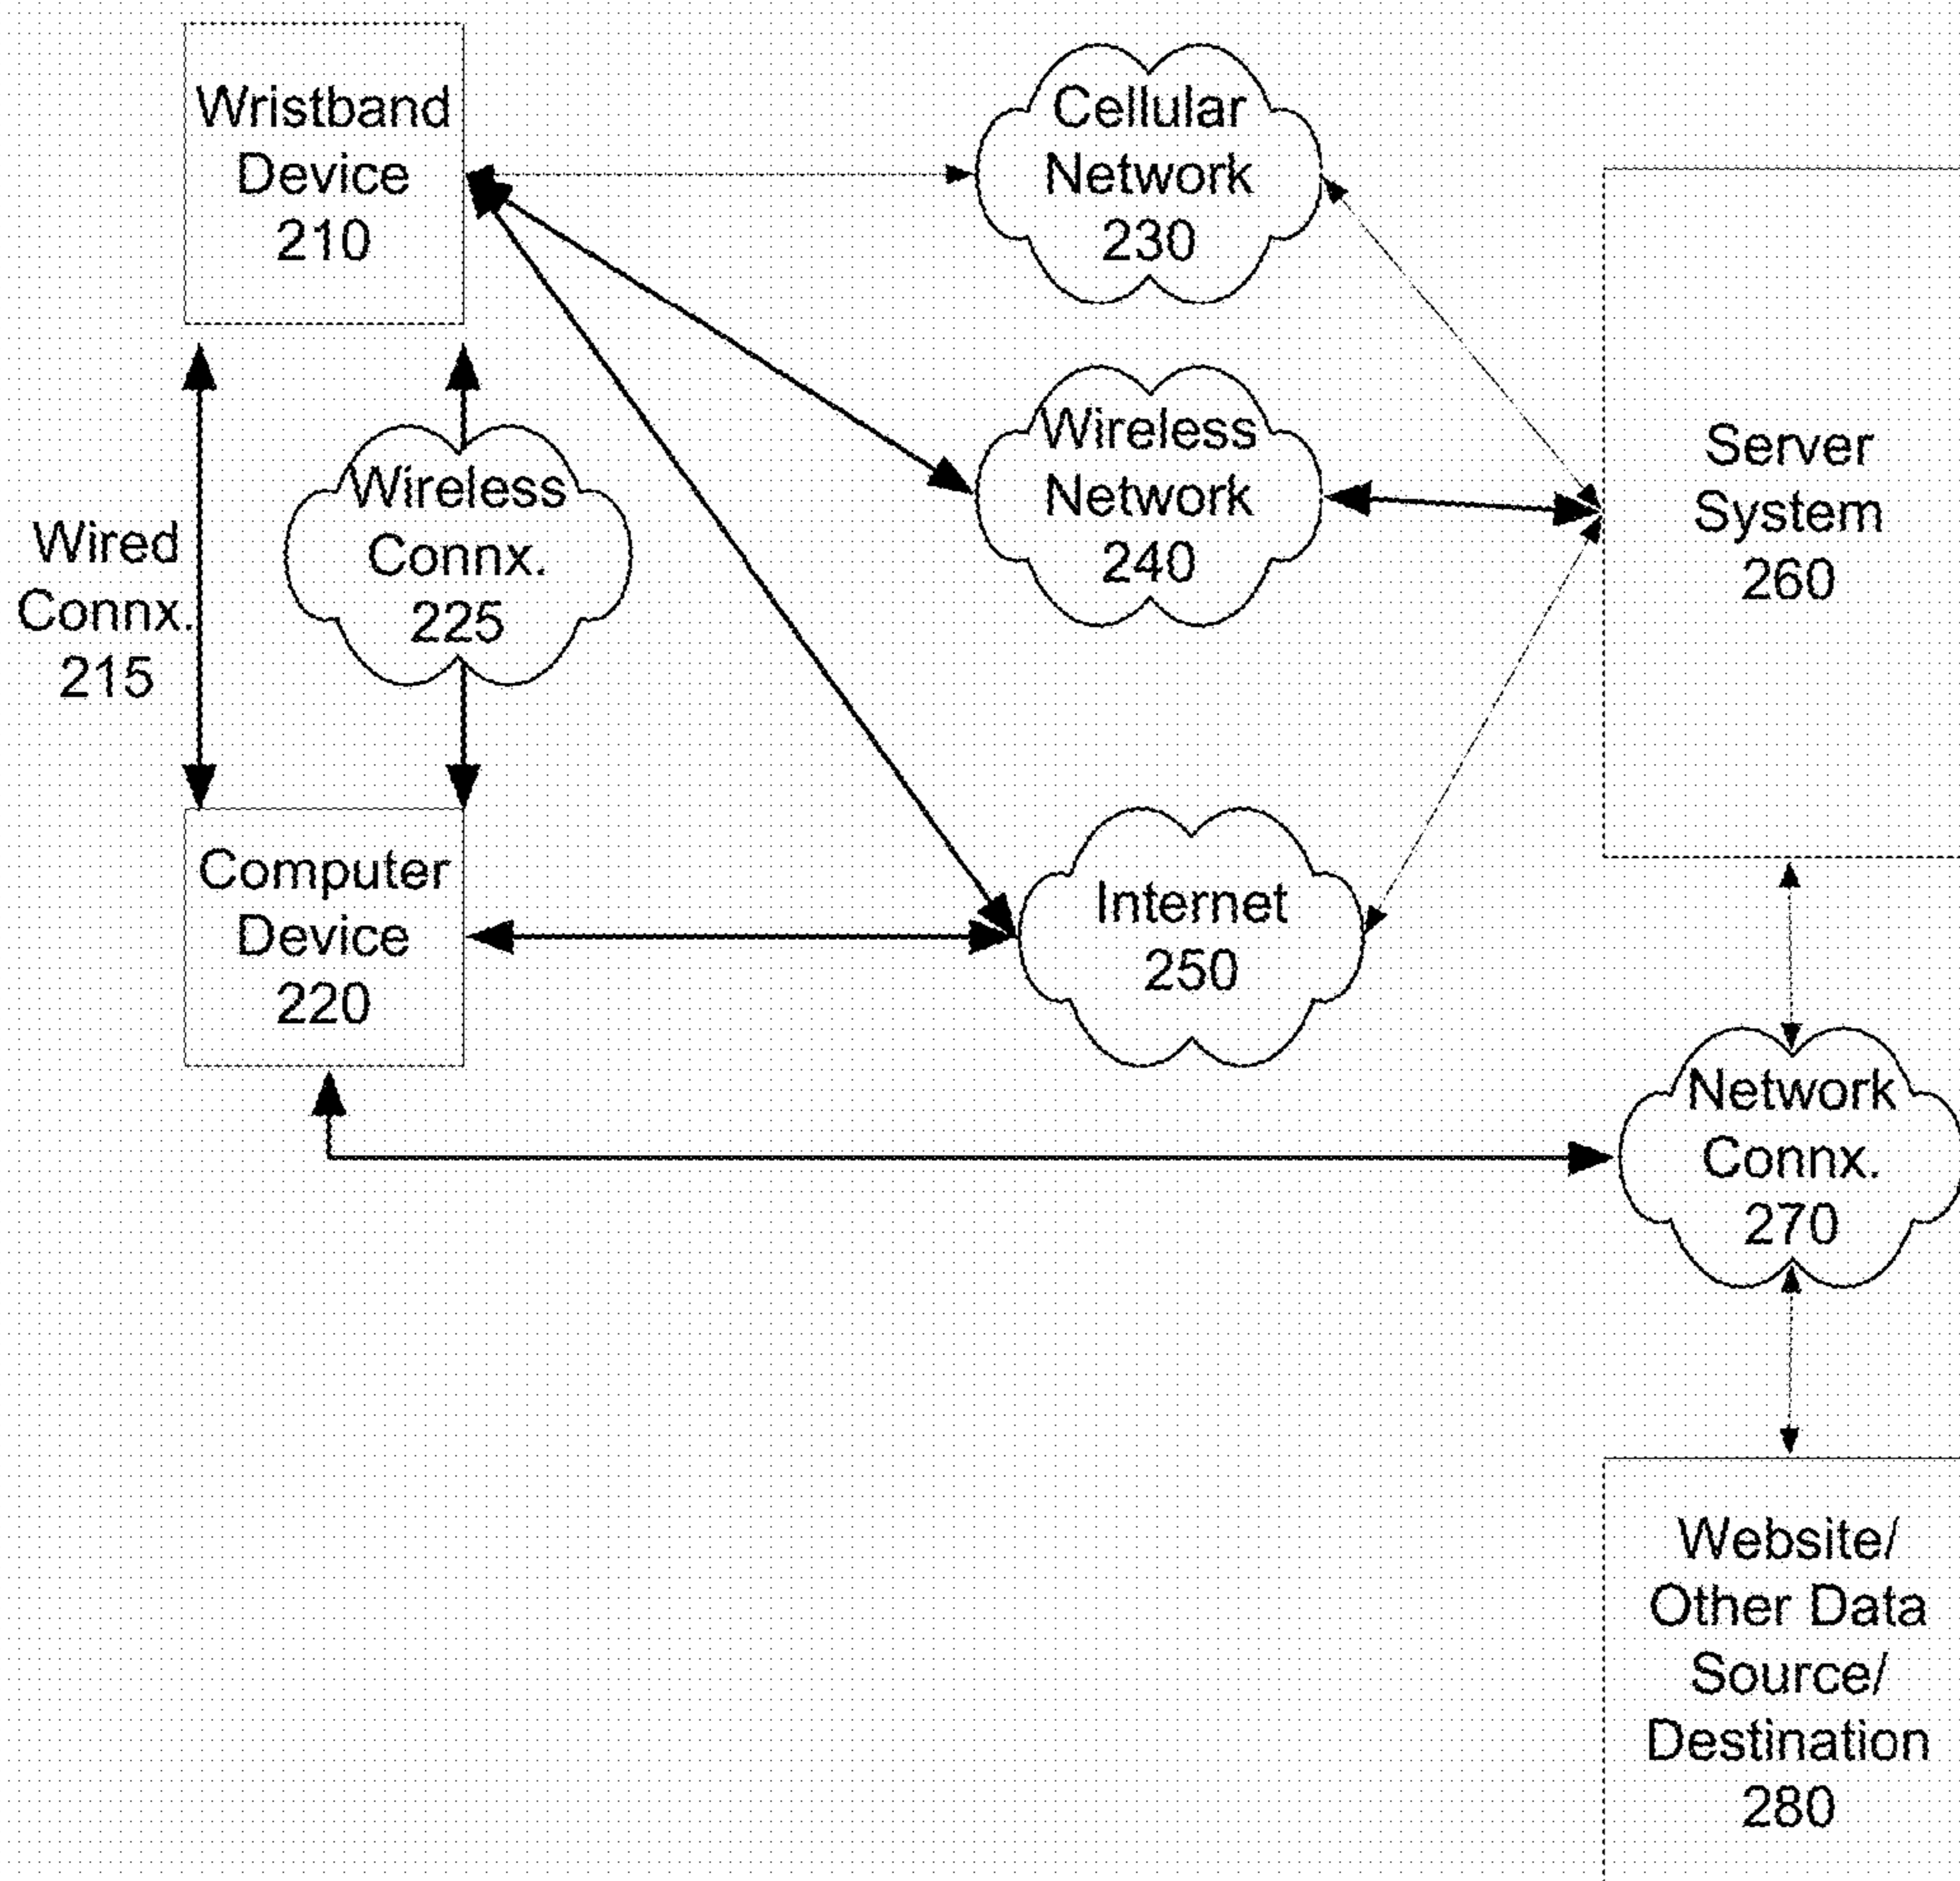 Wristband
Device
210
Cellular
Network
230
Wireless
Network
240
Server
System
260
Wired
Connx.
215
Wireless
Connx.
225
Computer
Device
220
Internet
250
Network
Connx.
270
Website/
Other Data
Source/
Destination
280